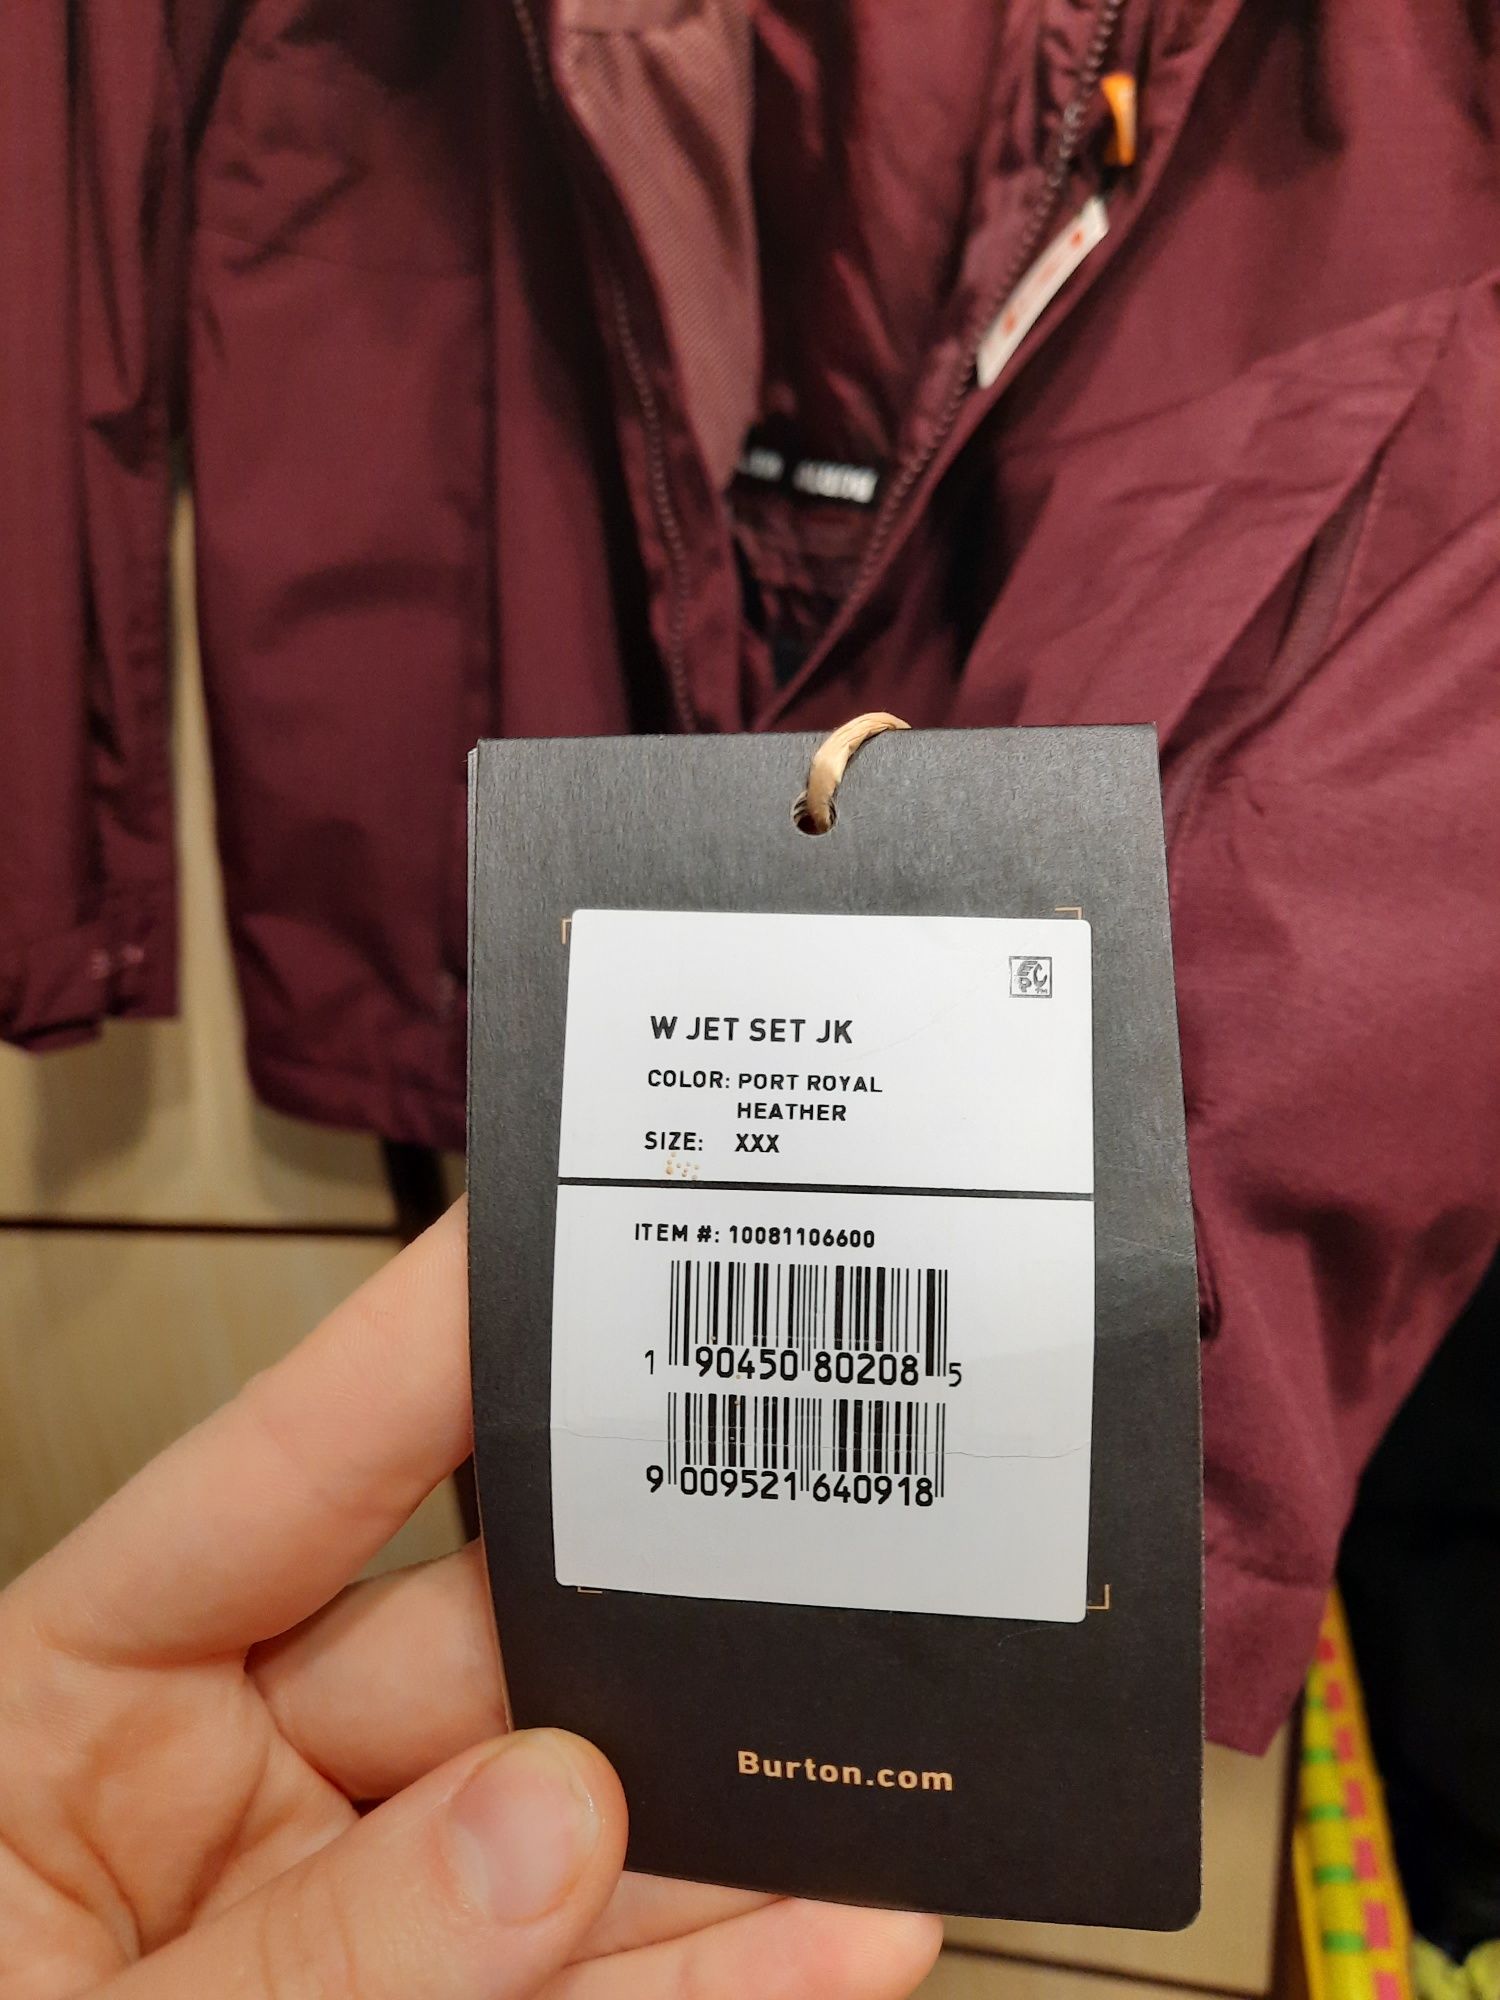 W JET SET JK
COLOR: PORT ROYAL
HEATHER
SIZE: XXX
ITEM #: 10081106600
1 90450 80208 5
9 009521 640918
Burton.com